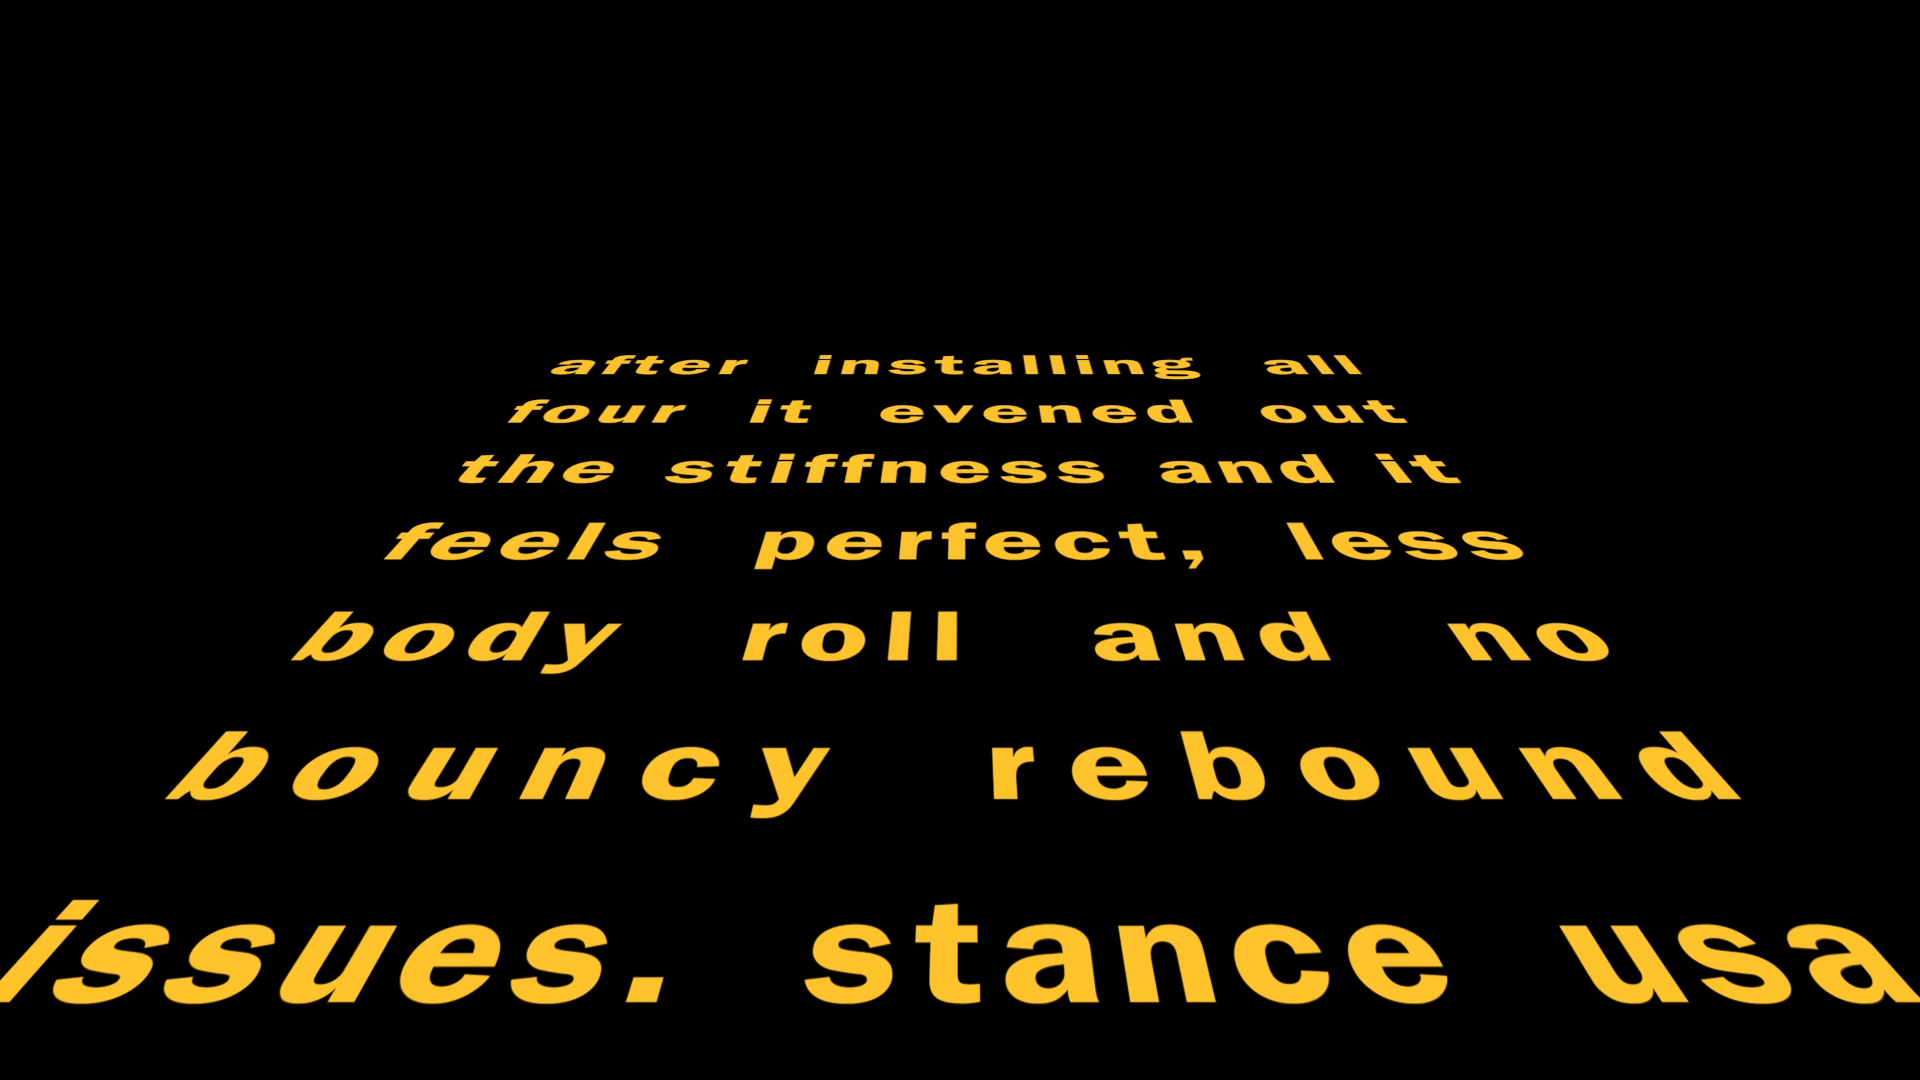 after installing all
four it evened out
the stiffness and it
feels perfect, less
body roll and no
bouncy rebound
issues. stance usa